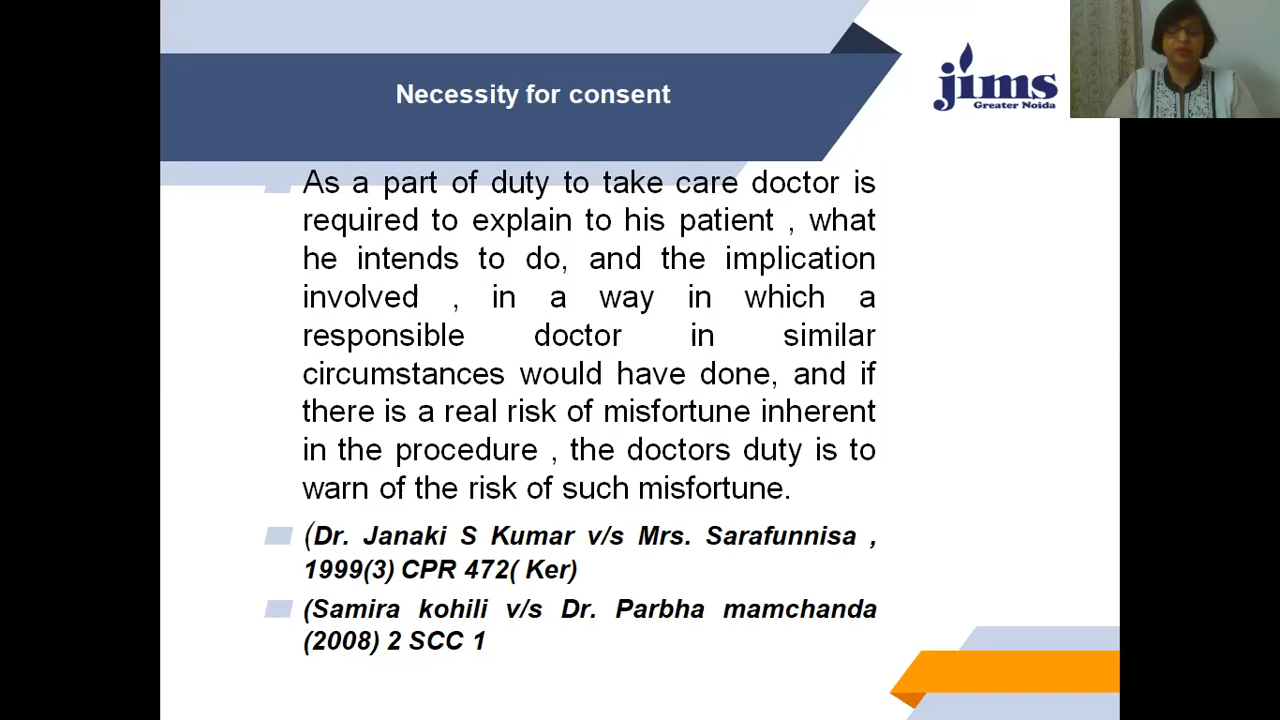 Necessity for consent
jims
Greater Noida
As a part of duty to take care doctor is
required to explain to his patient , what
he intends to do, and the implication
involved , in a way in which a
responsible doctor in similar
circumstances would have done, and if
there is a real risk of misfortune inherent
in the procedure , the doctors duty is to
warn of the risk of such misfortune.
(Dr. Janaki S Kumar v/s Mrs. Sarafunnisa ,
1999(3) CPR 472( Ker)
(Samira kohili v/s Dr. Parbha mamchanda
(2008) 2 SCC 1